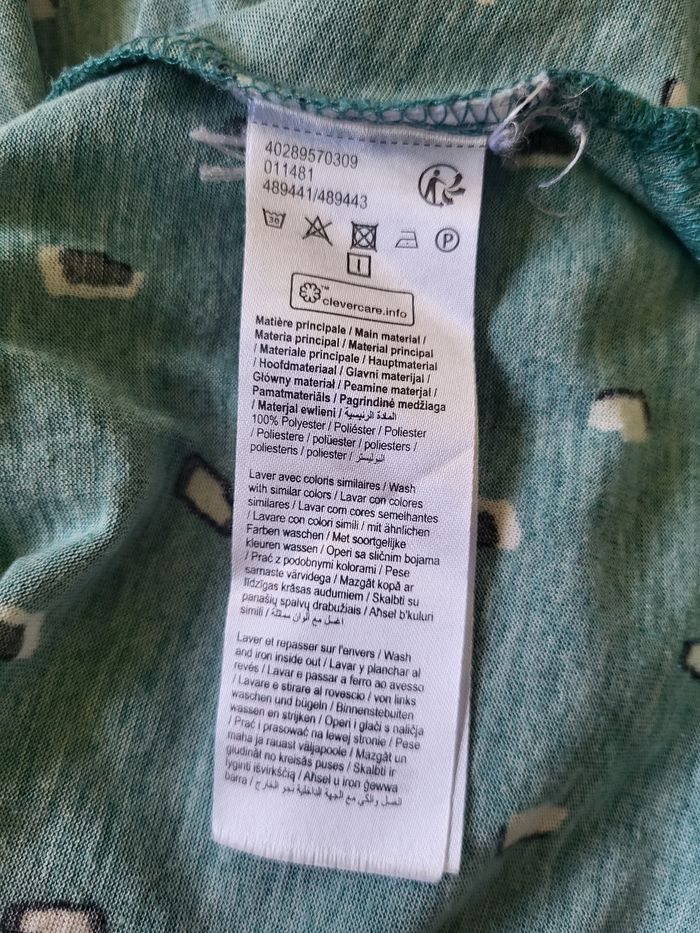 40289570309
011481
489441/489443
30
P
I
clevercare.info™
Matière principale / Main material /
Materia principal / Material principal
/ Materiale principale / Hauptmaterial
/ Hoofdmateriaal / Glavni materijal /
Główny materiał / Peamine materjal /
Pamatmateriāls / Pagrindinė medžiaga
/ Materjal ewlieni / المادة الرئيسية
100% Polyester / Poliéster / Poliester
/ Poliestere / polüester / poliesters /
poliesteris / poliester / البوليستر
Laver avec coloris similaires / Wash
with similar colors / Lavar con colores
similares / Lavar com cores semelhantes
/ Lavare con colori simili / mit ähnlichen
Farben waschen / Met soortgelijke
kleuren wassen / Operi sa sličnim bojama
/ Prać z podobnymi kolorami / Pese
samaste värvidega / Mazgāt kopā ar
līdzīgas krāsas audumiem / Skalbti su
panašių spalvų drabužiais / Aħsel b'kuluri
simili / اغسل مع ألوان مماثلة
Laver et repasser sur l'envers / Wash
and iron inside out / Lavar y planchar al
revés / Lavar e passar a ferro ao avesso
/ Lavare e stirare al rovescio / von links
waschen und bügeln / Binnenstebuiten
wassen en strijken / Operi i glači s naličja
/ Prać i prasować na lewej stronie / Pese
maha ja rauast väljapoole / Mazgāt un
gludināt no kreisās puses / Skalbti ir
lyginti išvirkščią / Aħsel u iron ġewwa
barra / اغسل والكي مع الجهة الداخلية نحو الخارج